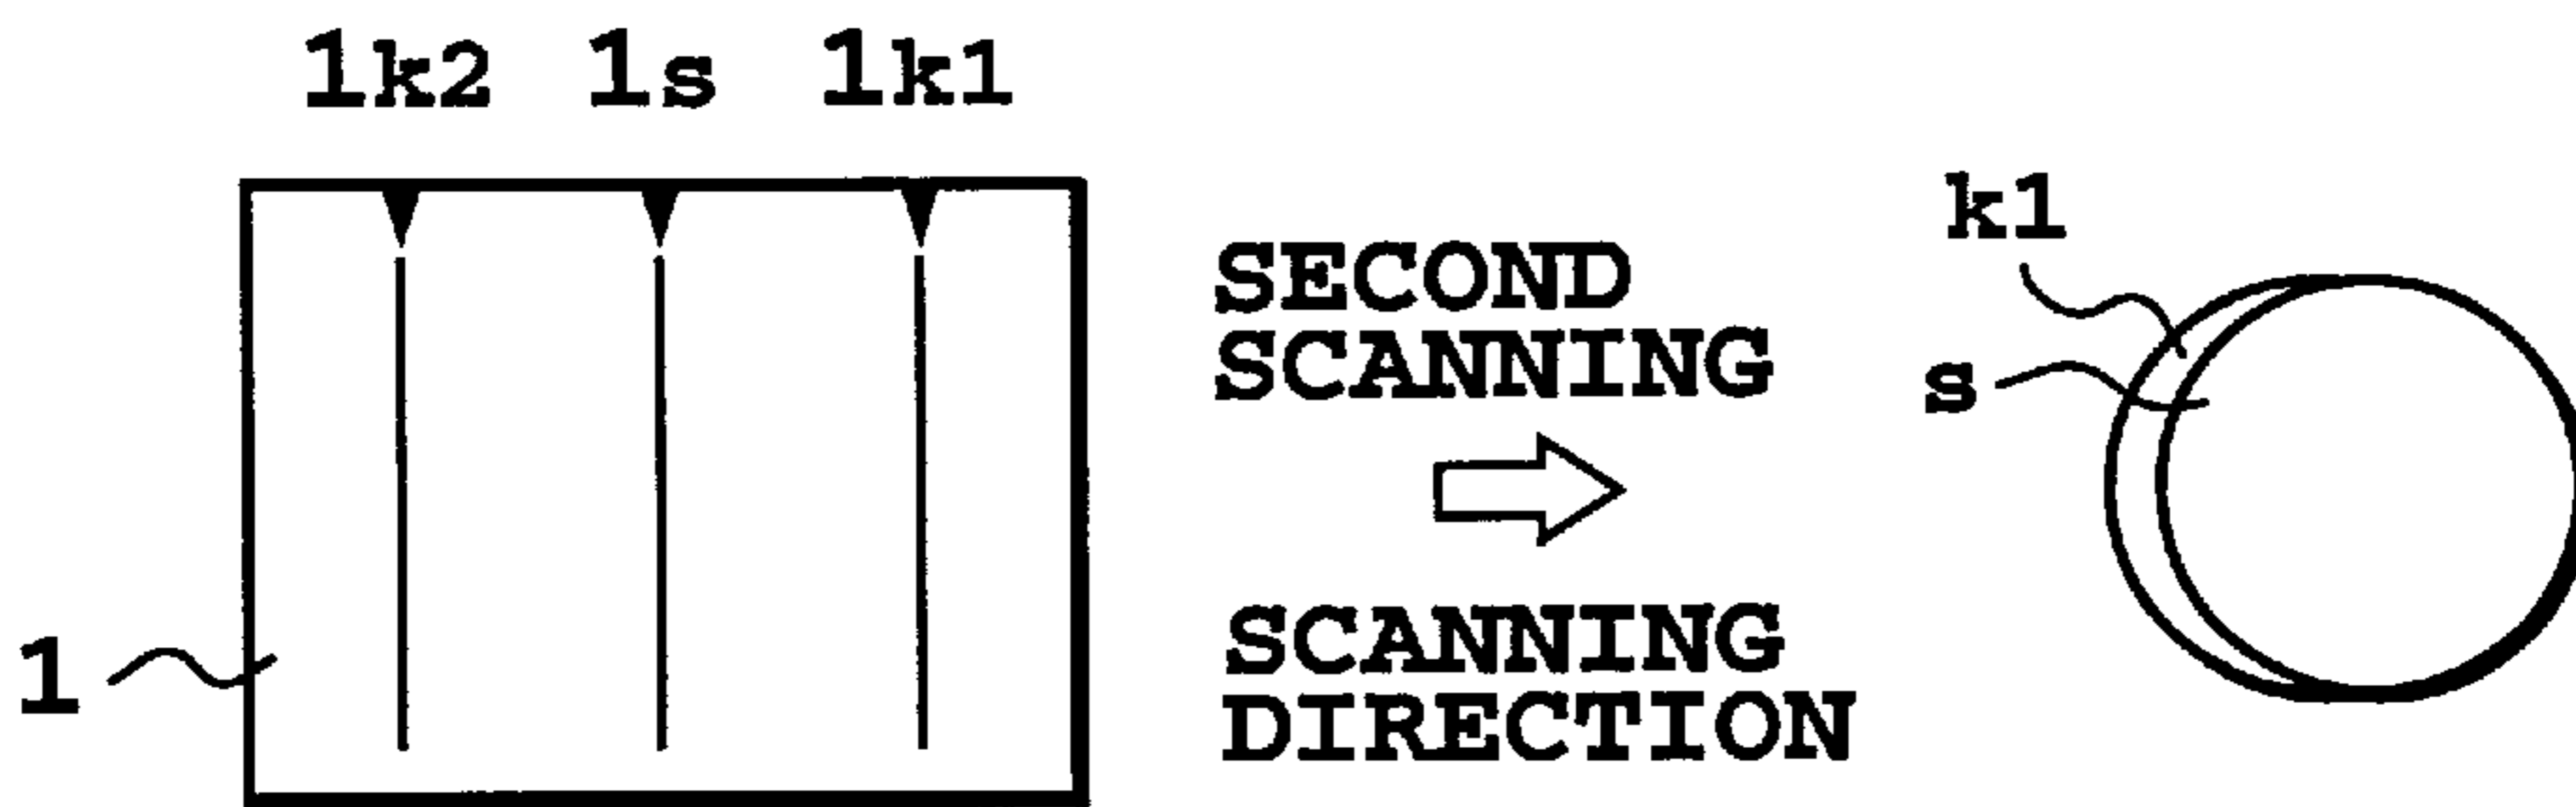 1k2 1s 1k1
k1
SECOND
SCANNING
s
1
SCANNING
DIRECTION